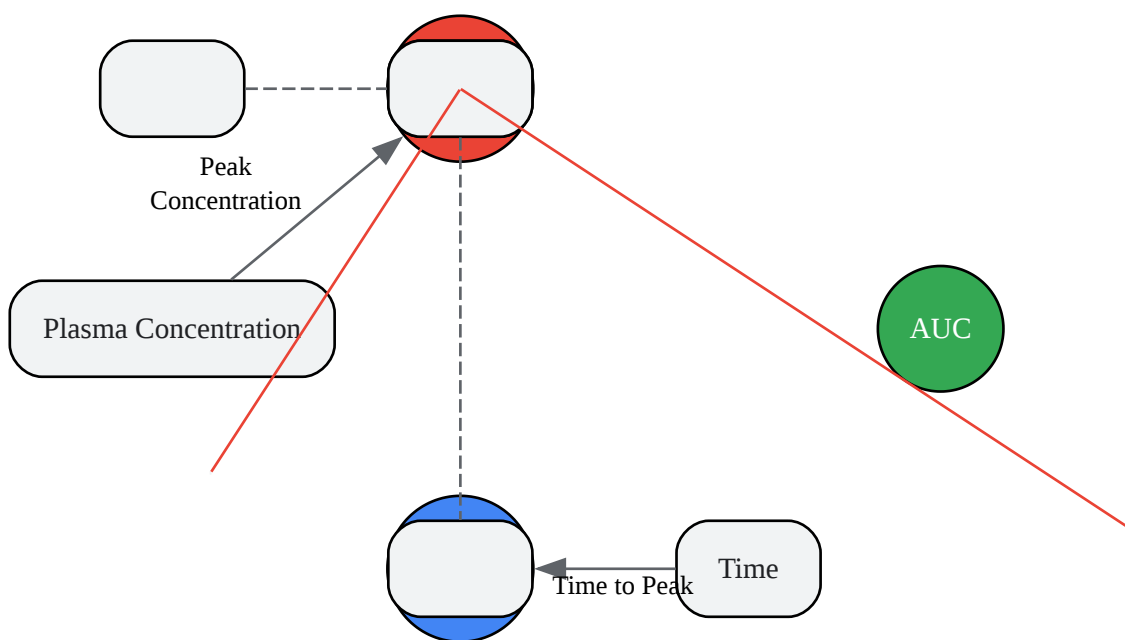 Peak
Concentration
Plasma Concentration
AUC
Time to Peak
Time